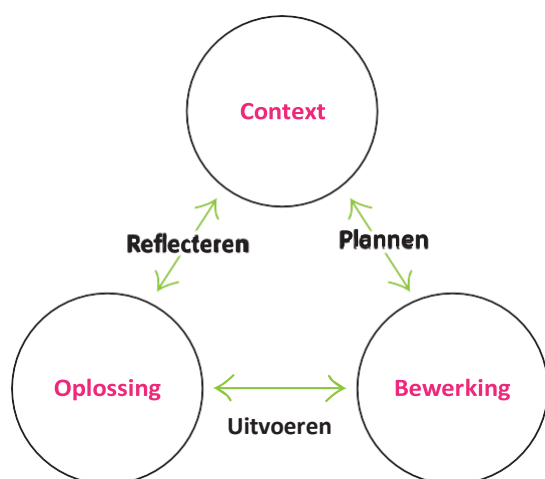 Context
Reflecteren
Plannen
Oplossing
Bewerking
Uitvoeren